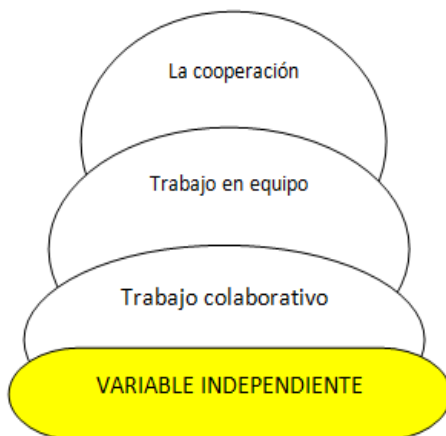 La cooperación
Trabajo en equipo
Trabajo colaborativo
VARIABLE INDEPENDIENTE